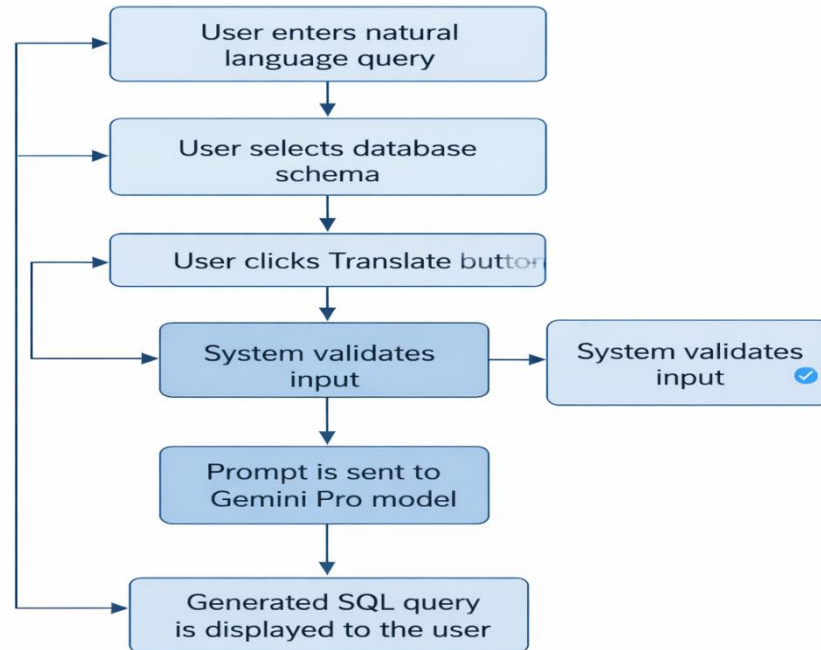 User enters natural
language query
User selects database
schema
User clicks Translate button
System validates
input
System validates
input
Prompt is sent to
Gemini Pro model
Generated SQL query
is displayed to the user